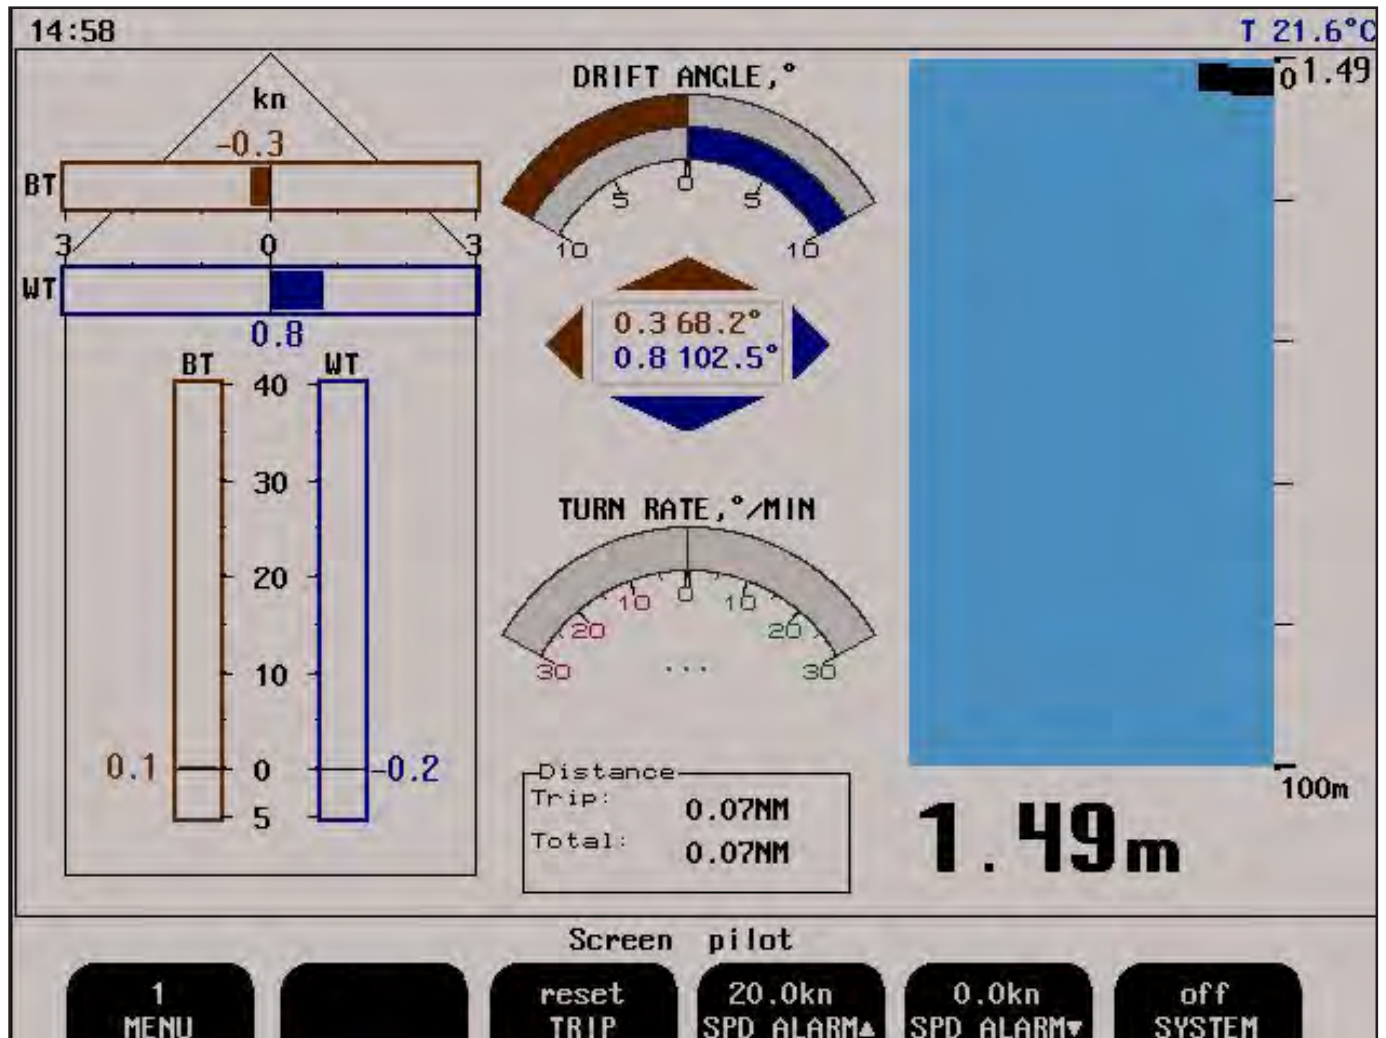 14:58
T 21.6°C
kn
-0.3
BT
3 0 3
WT
0.8
BT WT
40
30
20
10
0
5
0.1
-0.2
DRIFT ANGLE,°
10 5 0 5 10
0.3 68.2°
0.8 102.5°
TURN RATE,°/MIN
30 20 10 0 10 20 30
...
Distance
Trip: 0.07NM
Total: 0.07NM
0 1.49
100m
1.49m
Screen pilot
1
MENU
reset
TRIP
20.0kn
SPD ALARM▲
0.0kn
SPD ALARM▼
off
SYSTEM